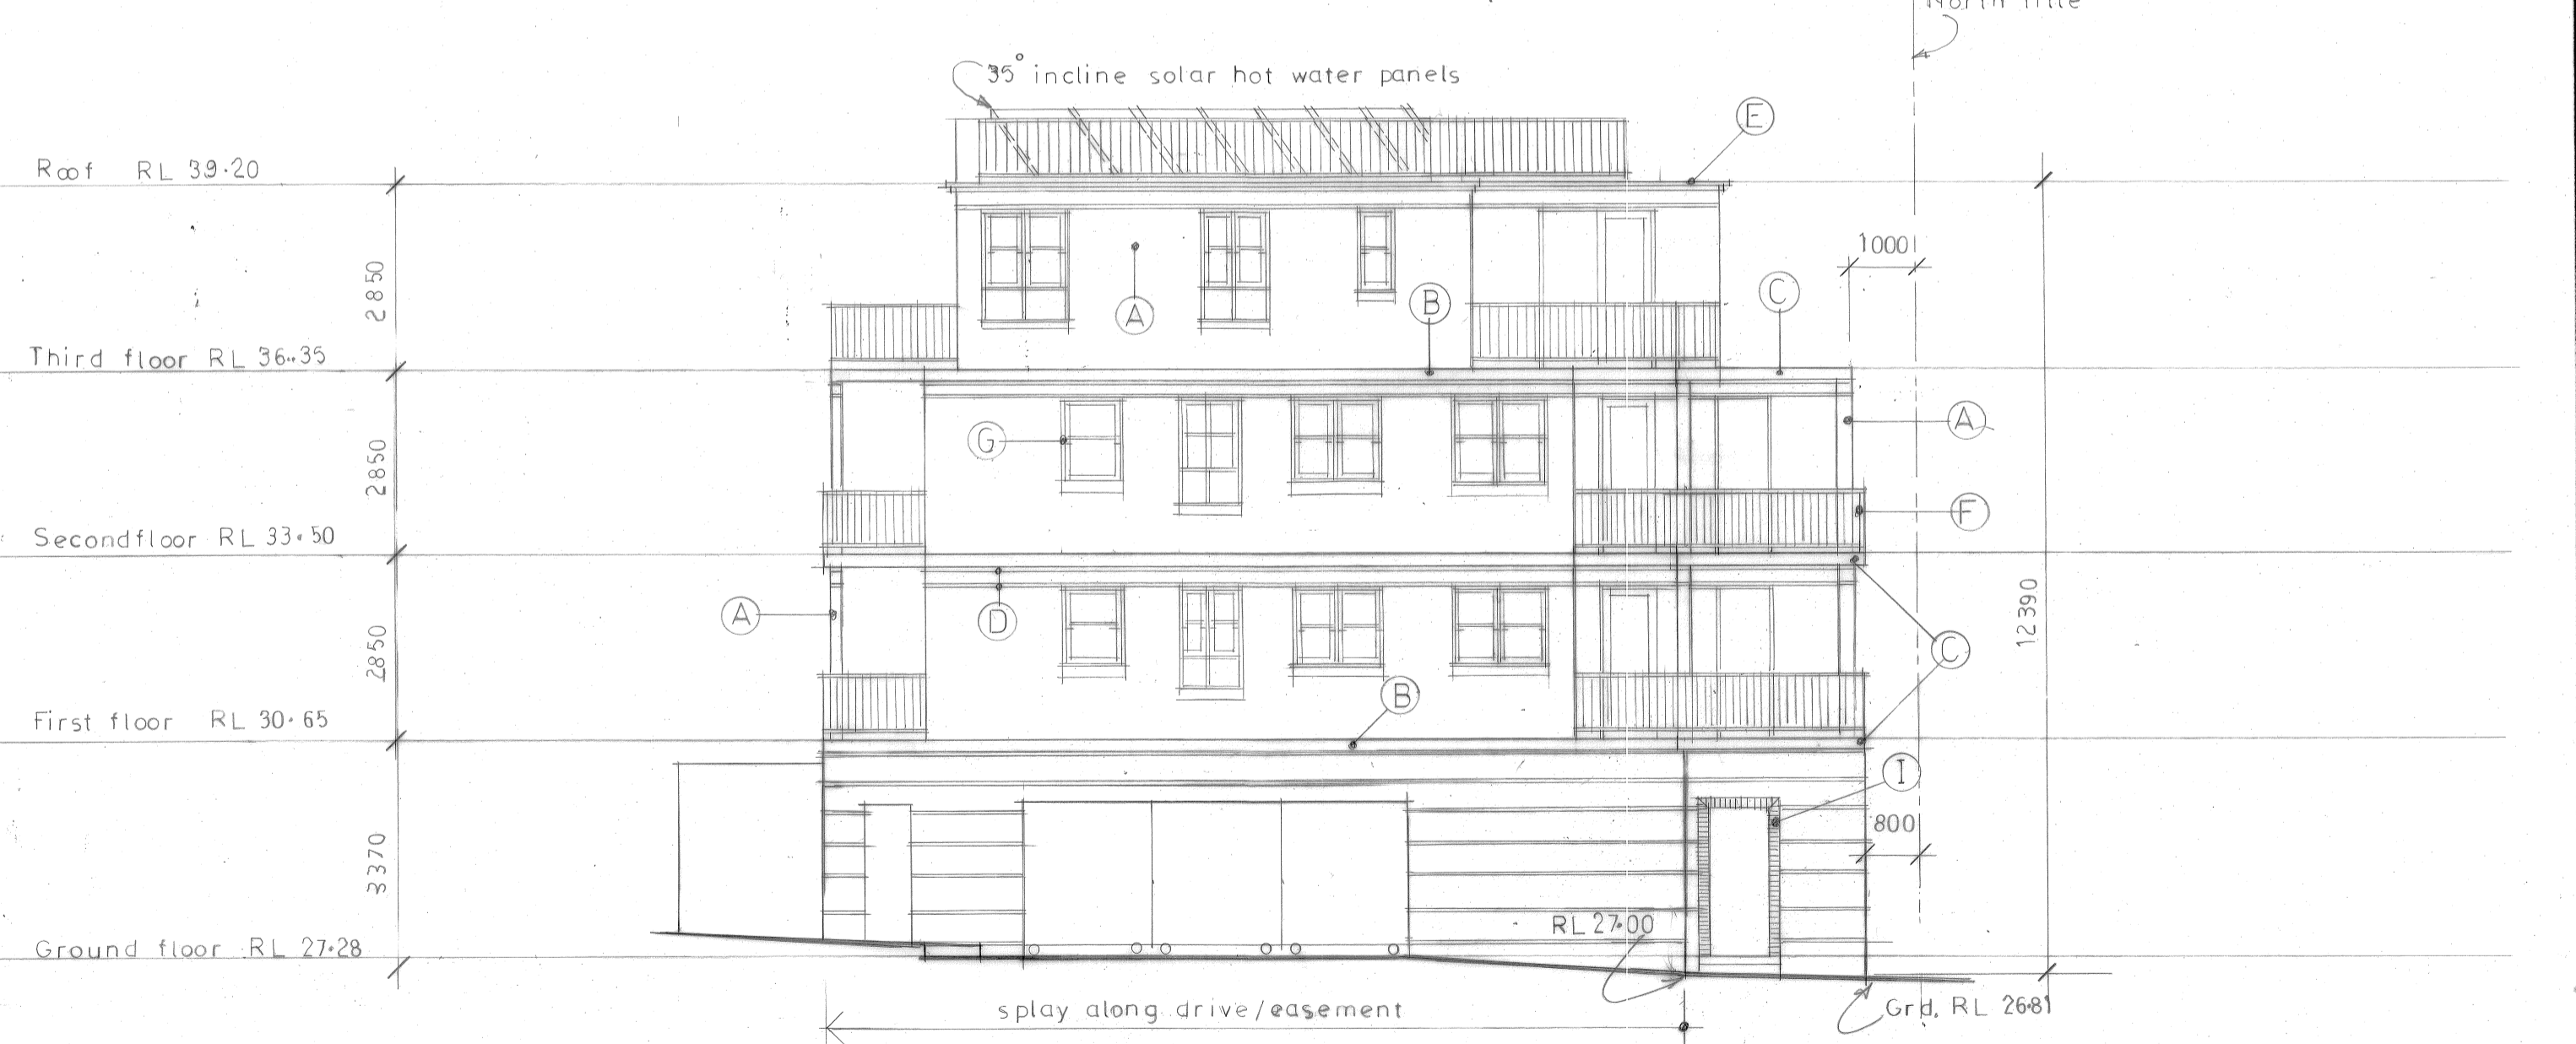 North Title
35° incline solar hot water panels
E
Roof RL 39.20
1000
2850
A
B
C
Third floor RL 36..35
G
A
2850
F
Secondfloor RL 33.50
A
D
12390
2850
C
B
First floor RL 30.65
I
800
3370
RL 27.00
Ground floor RL 27.28
splay along drive/easement
Grd. RL 26.81